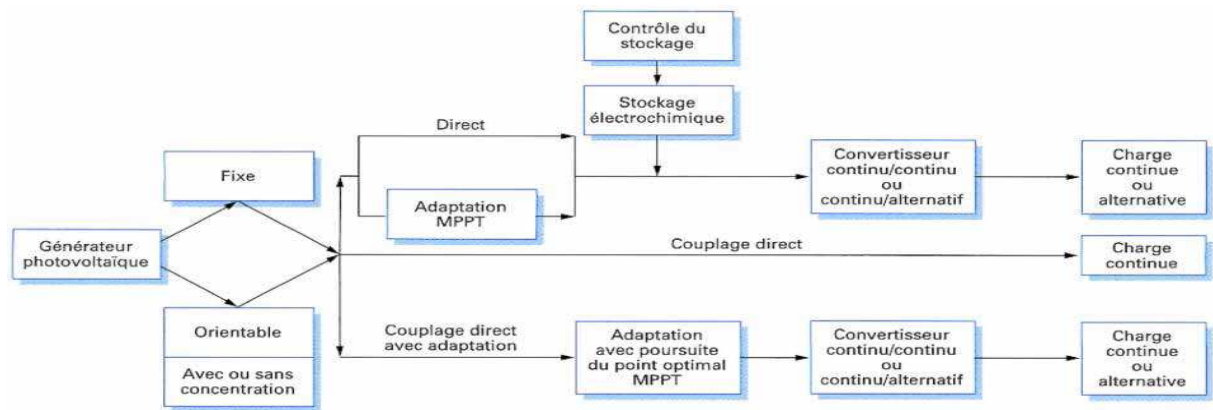 Contrôle du
stockage
Stockage
électrochimique
Direct
Fixe
Adaptation
MPPT
Convertisseur
continu/continu
ou
continu/alternatif
Charge
continue
ou
alternative
Générateur
photovoltaïque
Couplage direct
Charge
continue
Orientable
Avec ou sans
concentration
Couplage direct
avec adaptation
Adaptation
avec poursuite
du point optimal
MPPT
Convertisseur
continu/continu
ou
continu/alternatif
Charge
continue
ou
alternative